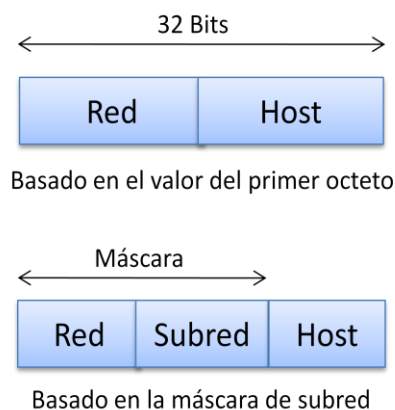 32 Bits
Red Host
Basado en el valor del primer octeto
Máscara
Red Subred Host
Basado en la máscara de subred